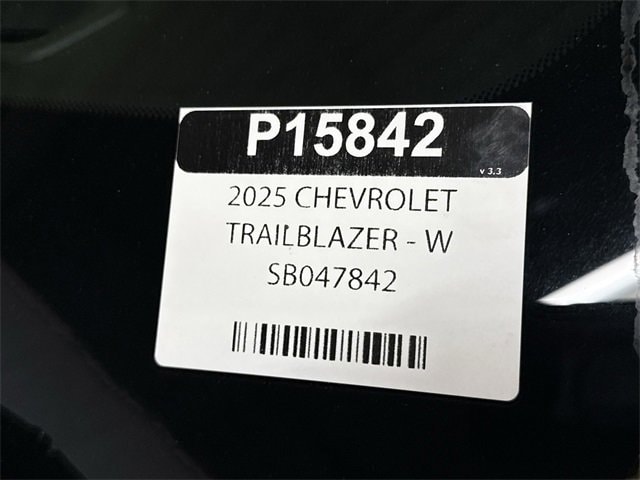 P15842
v 3.3
2025 CHEVROLET
TRAILBLAZER - W
SB047842